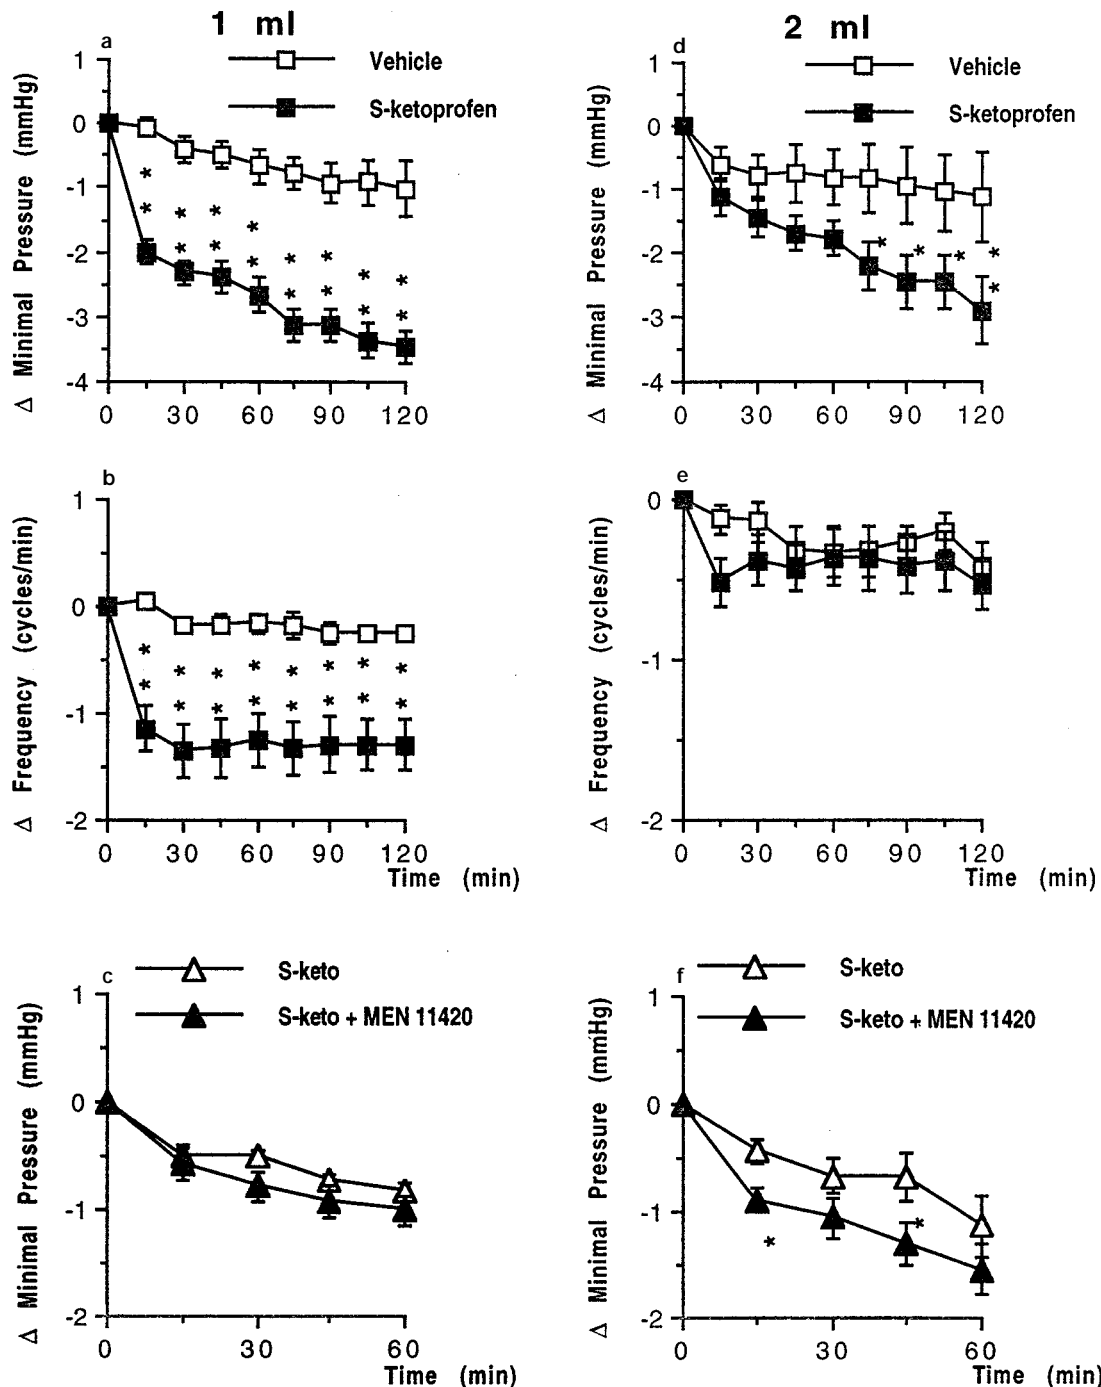 1 ml
a
Vehicle
S-ketoprofen
Δ Minimal Pressure (mmHg)
1
0
-1
-2
-3
-4
* * * * * * * *
* * * * * * * *
0 30 60 90 120
2 ml
d
Vehicle
S-ketoprofen
Δ Minimal Pressure (mmHg)
1
0
-1
-2
-3
-4
* * * *
*
0 30 60 90 120
b
Δ Frequency (cycles/min)
1
0
-1
-2
* * * * * * * *
* * * * * * * *
0 30 60 90 120
Time (min)
e
Δ Frequency (cycles/min)
0
-1
-2
0 30 60 90 120
Time (min)
c
S-keto
S-keto + MEN 11420
Δ Minimal Pressure (mmHg)
1
0
-1
-2
0 30 60
Time (min)
f
S-keto
S-keto + MEN 11420
Δ Minimal Pressure (mmHg)
1
0
-1
-2
* *
0 30 60
Time (min)